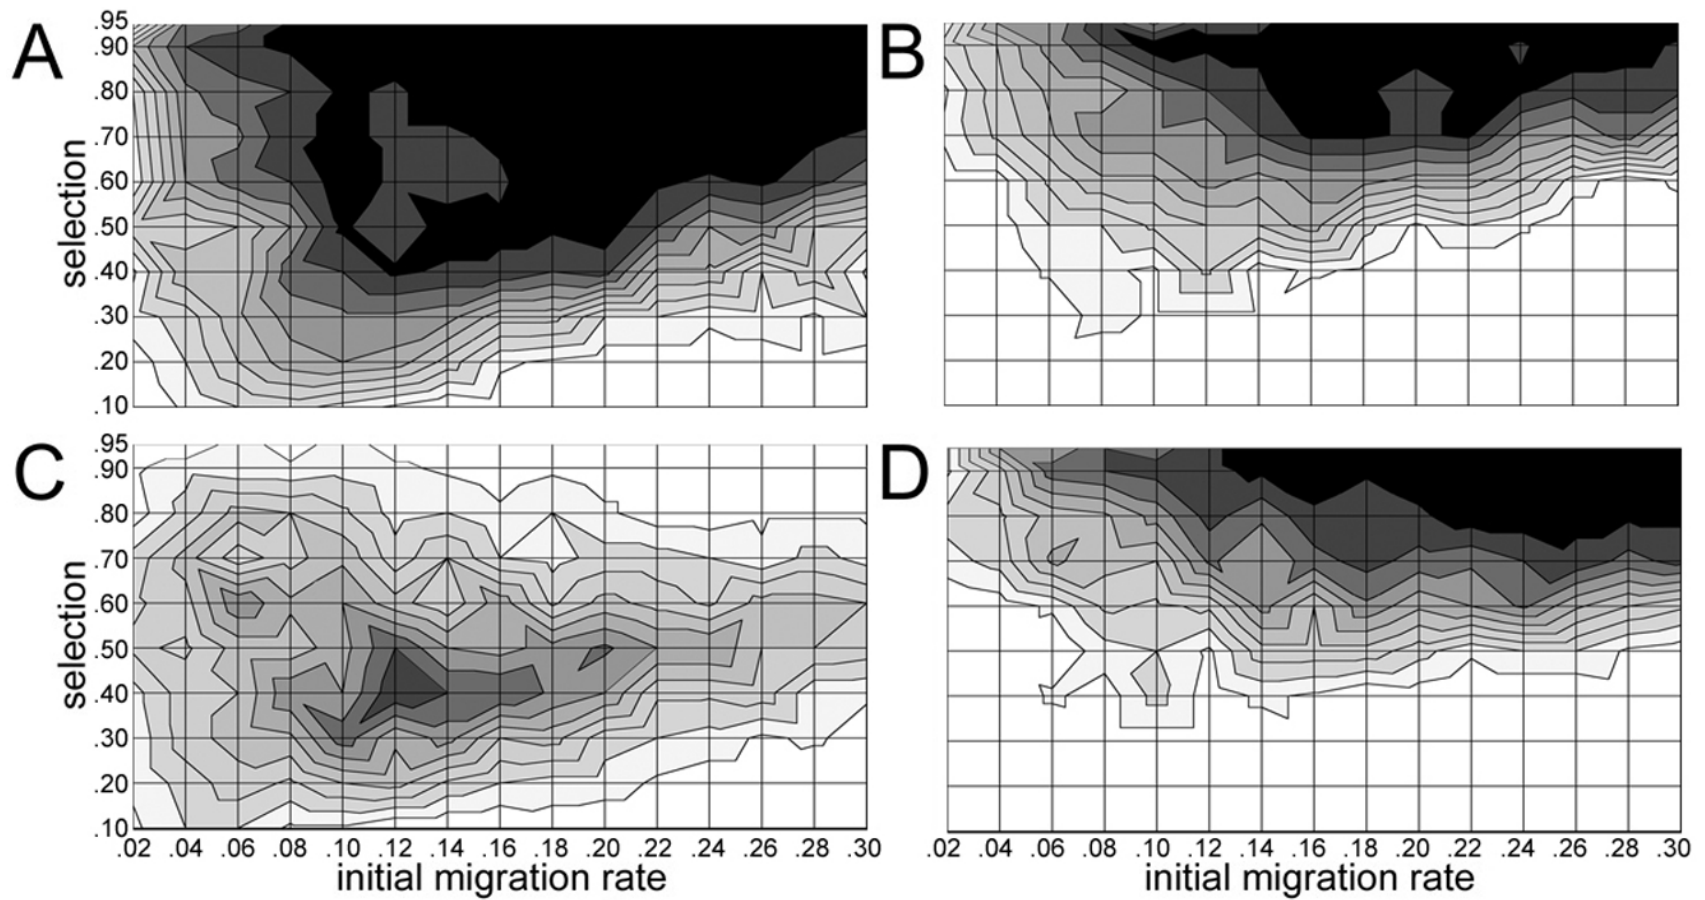 A
B
.95
.90
.80
.70
.60
.50
.40
.30
.20
.10
selection
C
D
.95
.90
.80
.70
.60
.50
.40
.30
.20
.10
selection
.02 .04 .06 .08 .10 .12 .14 .16 .18 .20 .22 .24 .26 .28 .30
initial migration rate
.02 .04 .06 .08 .10 .12 .14 .16 .18 .20 .22 .24 .26 .28 .30
initial migration rate